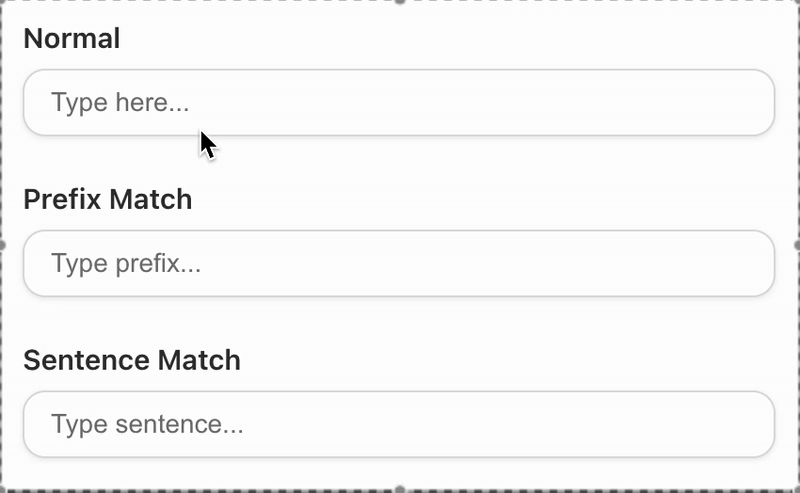 Normal
Type here...
Prefix Match
Type prefix...
Sentence Match
Type sentence...